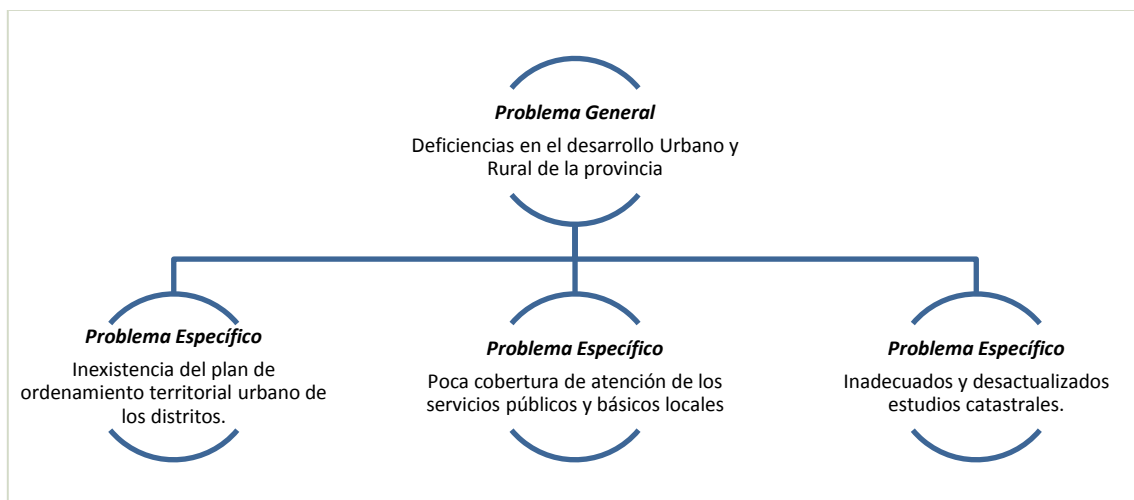 Problema General
Deficiencias en el desarrollo Urbano y
Rural de la provincia
Problema Específico
Inexistencia del plan de
ordenamiento territorial urbano de
los distritos.
Problema Específico
Poca cobertura de atención de los
servicios públicos y básicos locales
Problema Específico
Inadecuados y desactualizados
estudios catastrales.